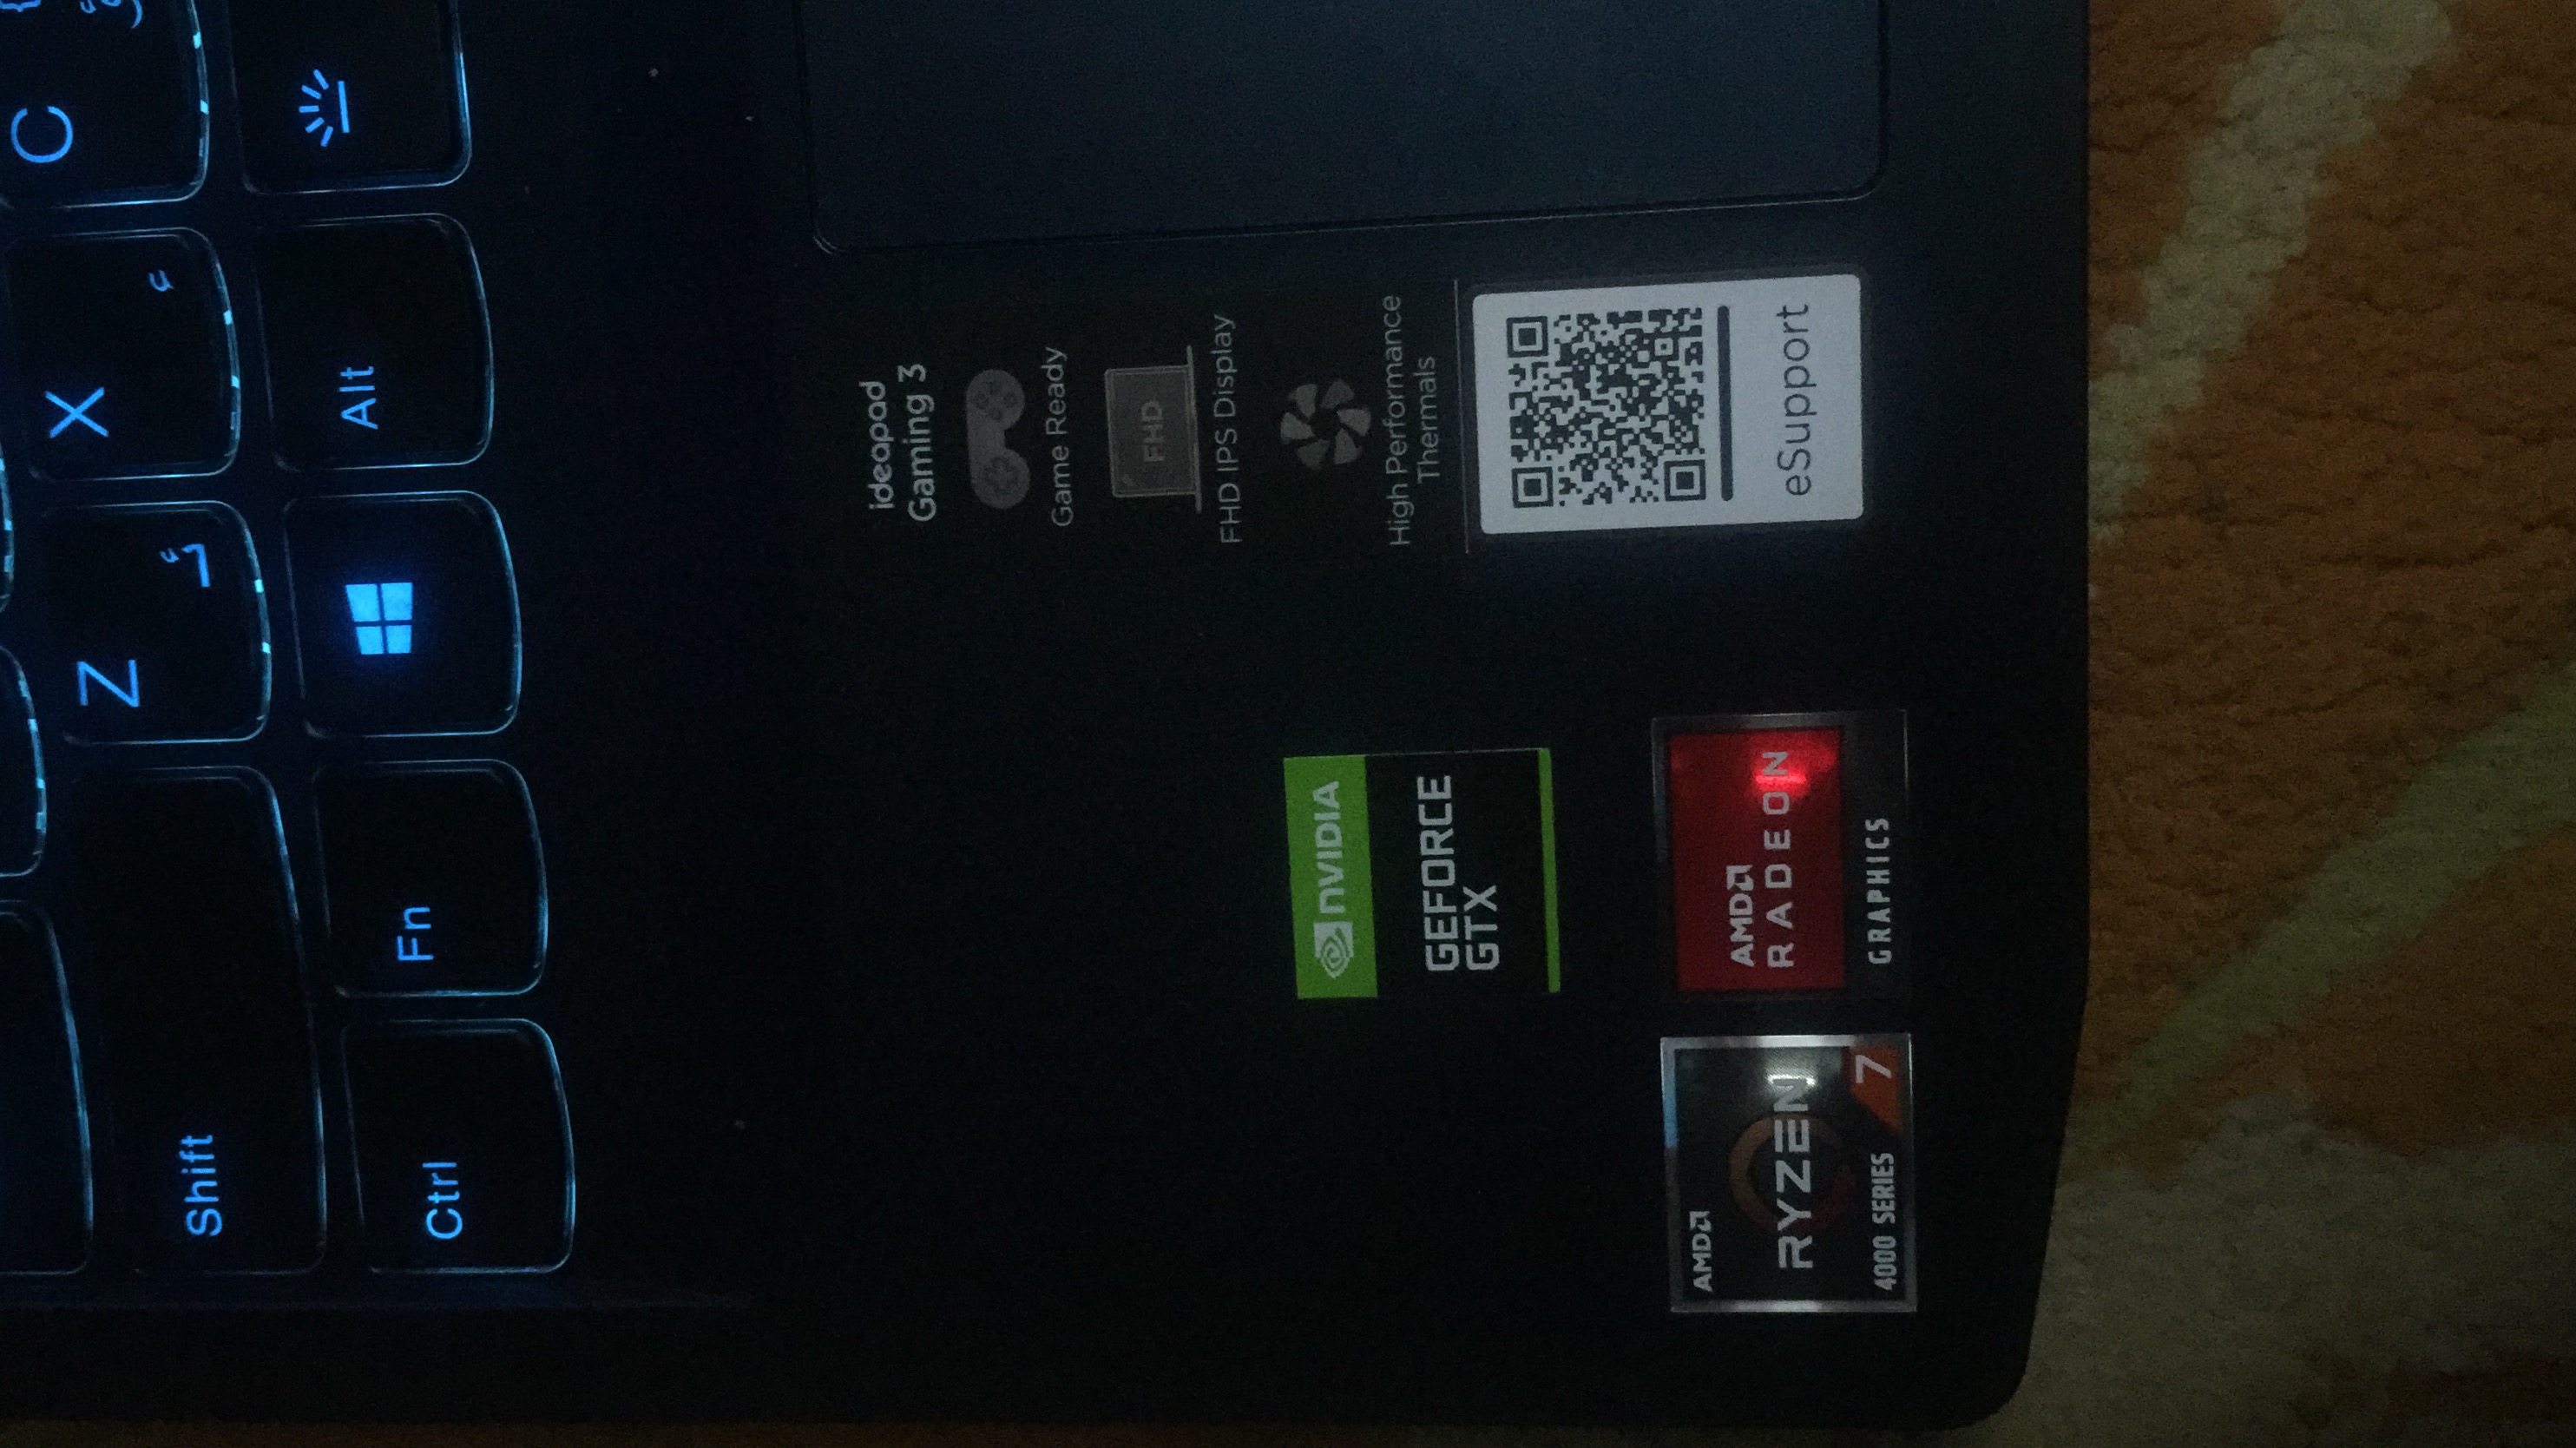 Z
ئ
X
ء
C
Shift
Ctrl
Fn
Alt
ideapad
Gaming 3
Game Ready
FHD
FHD IPS Display
High Performance
Thermals
NVIDIA
GEFORCE
GTX
AMD
RYZEN
4000 SERIES 7
AMD
RADEON
GRAPHICS
eSupport